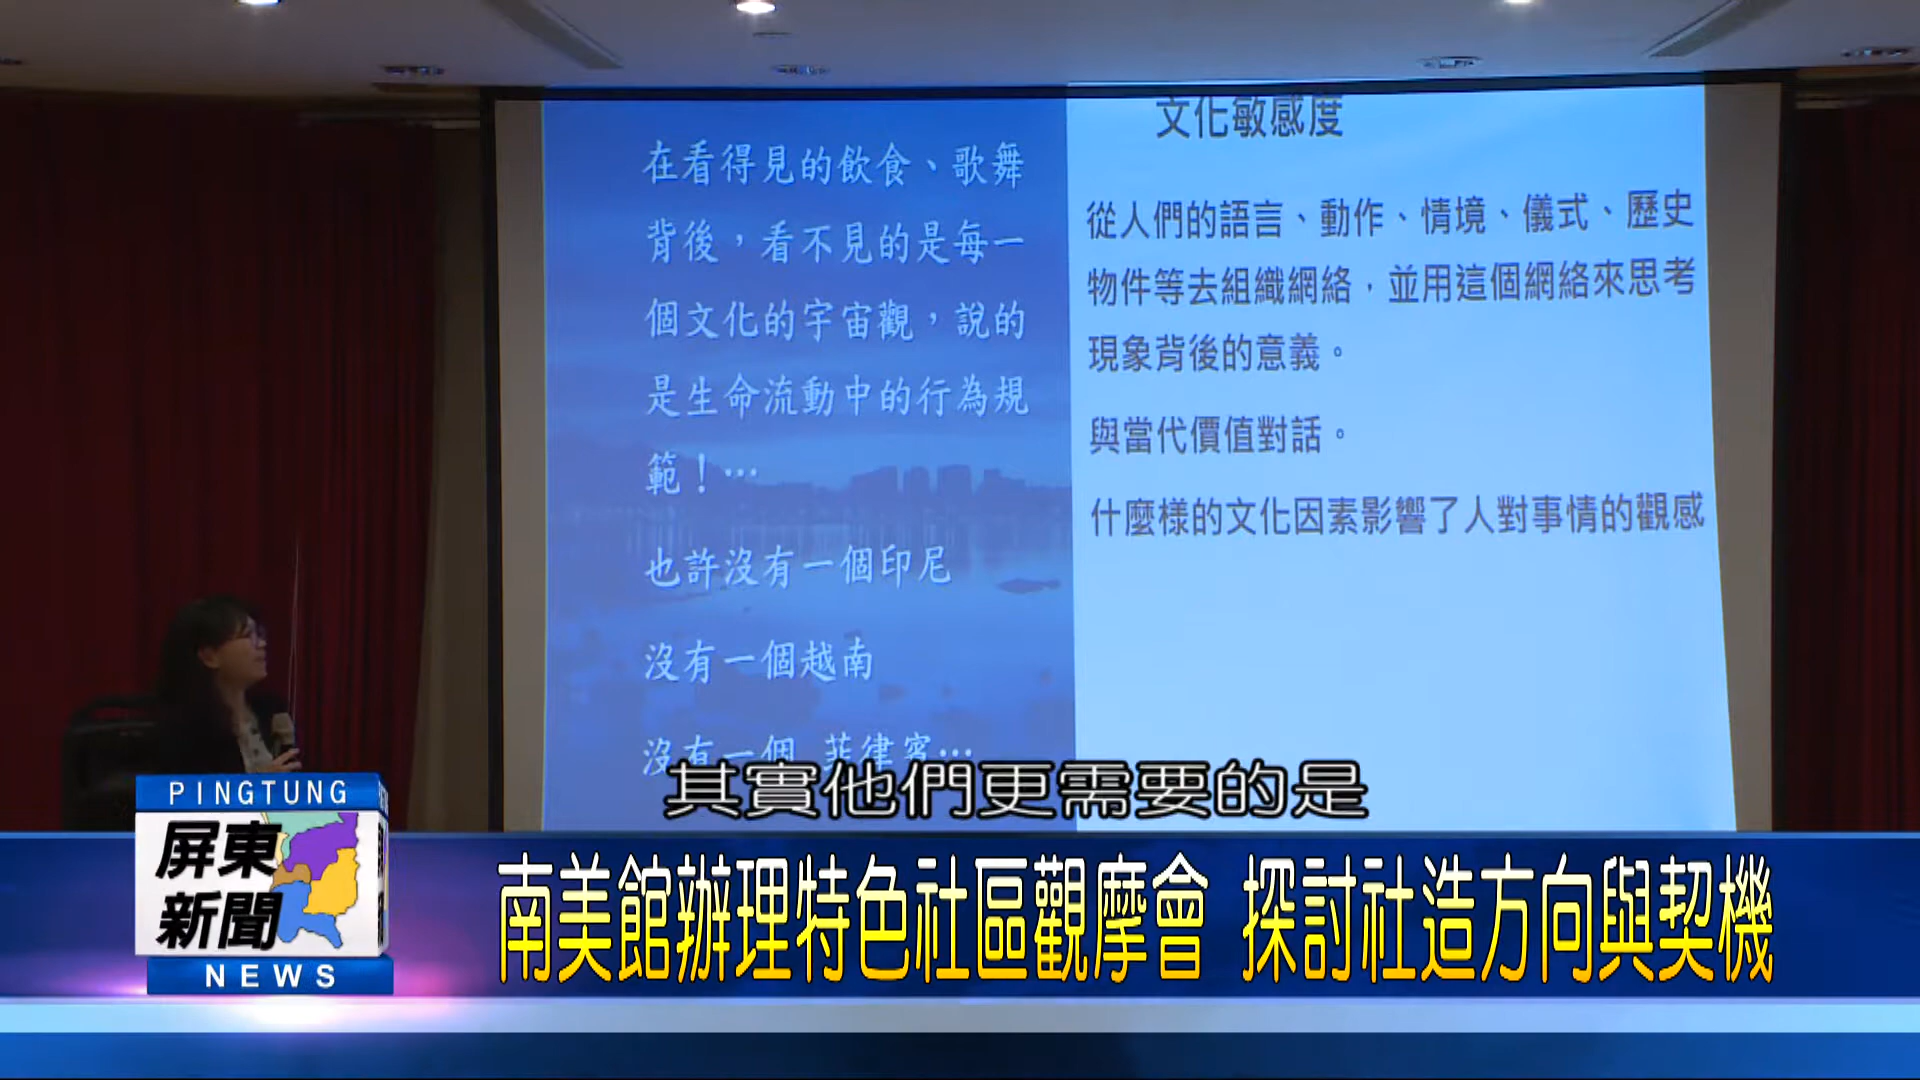 在看得見的飲食、歌舞
背後，看不見的是每一
個文化的宇宙觀，說的
是生命流動中的行為規
範！…
也許沒有一個印尼
沒有一個越南
沒有一個 菲律賓…
文化敏感度
從人們的語言、動作、情境、儀式、歷史
物件等去組織網絡，並用這個網絡來思考
現象背後的意義。
與當代價值對話。
什麼樣的文化因素影響了人對事情的觀感
其實他們更需要的是
PINGTUNG
屏東
新聞
NEWS
南美館辦理特色社區觀摩會 探討社造方向與契機